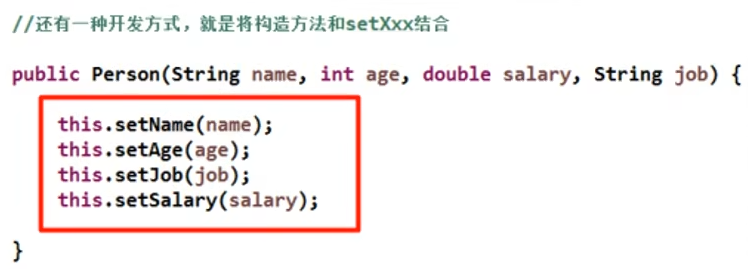 //还有一种开发方式，就是将构造方法和setXxx结合
public Person(String name, int age, double salary, String job) {
this.setName(name);
this.setAge(age);
this.setJob(job);
this.setSalary(salary);
}